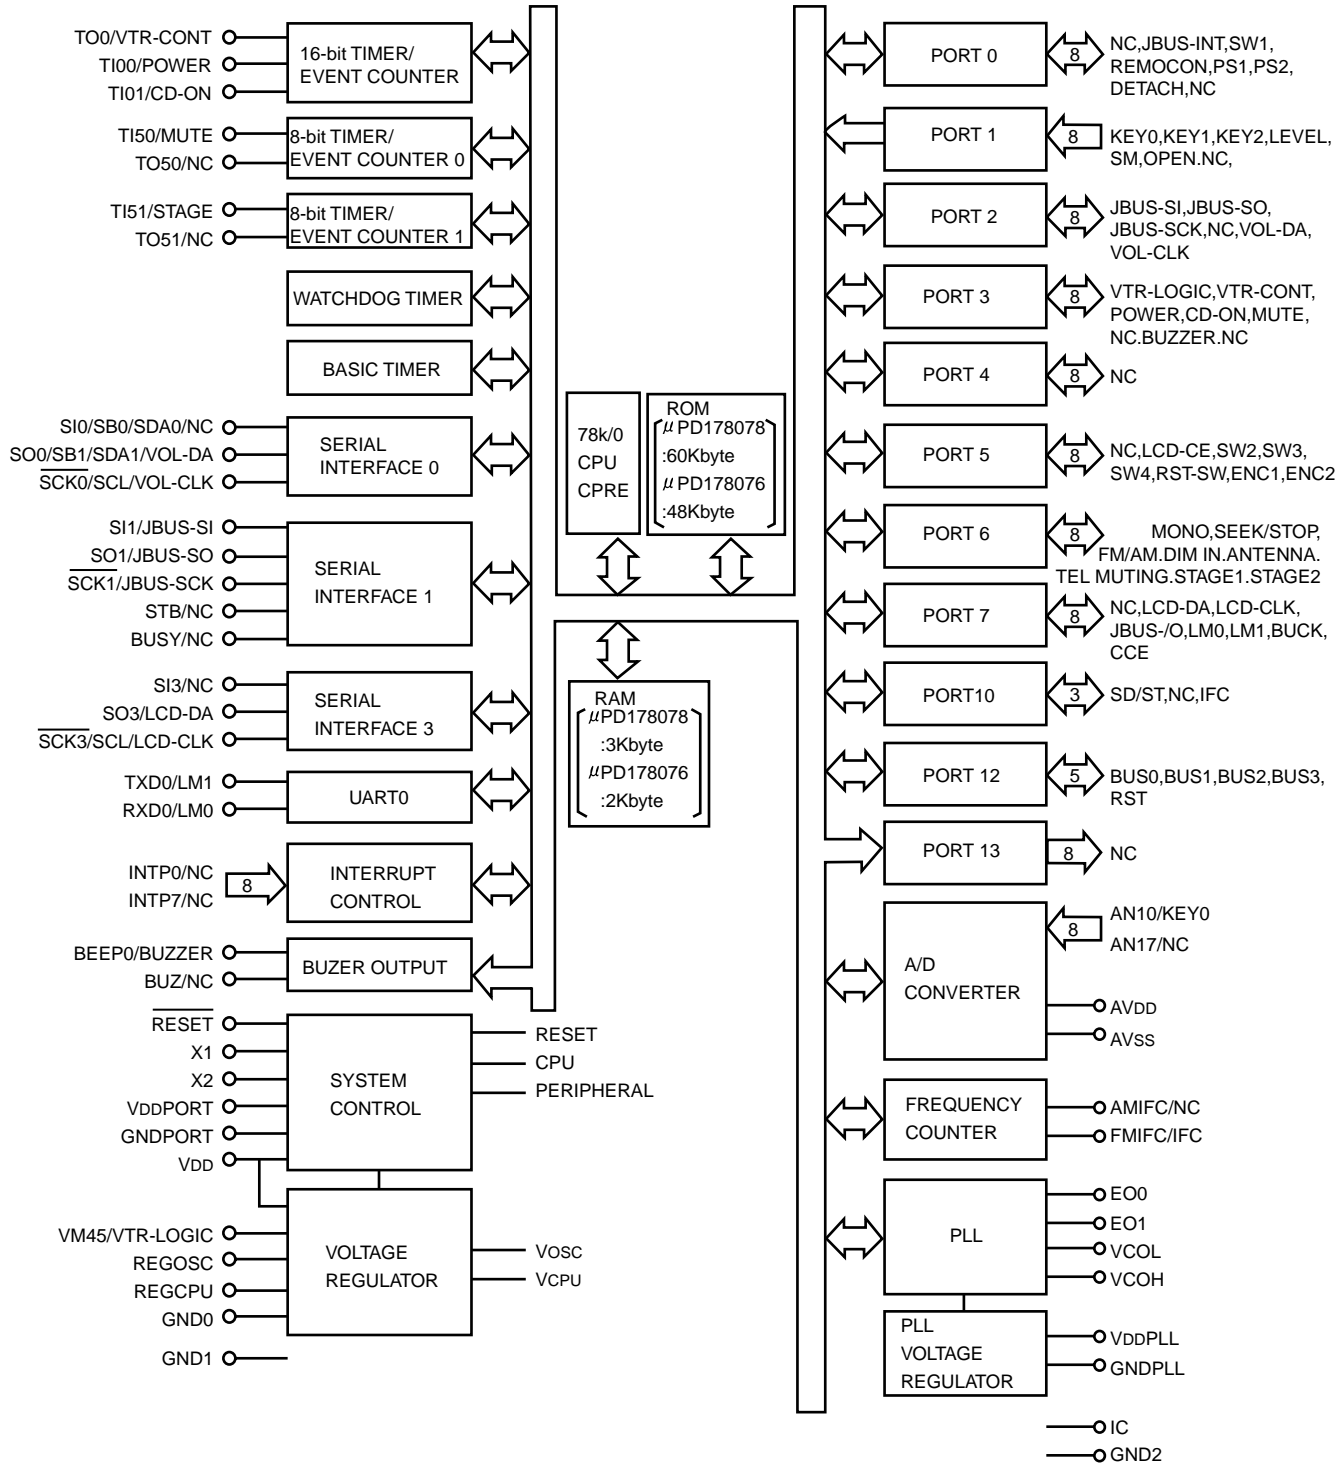 TO0/VTR-CONT
TI00/POWER
TI01/CD-ON
16-bit TIMER/
EVENT COUNTER
TI50/MUTE
TO50/NC
8-bit TIMER/
EVENT COUNTER 0
TI51/STAGE
TO51/NC
8-bit TIMER/
EVENT COUNTER 1
WATCHDOG TIMER
BASIC TIMER
SI0/SB0/SDA0/NC
SO0/SB1/SDA1/VOL-DA
SCK0/SCL/VOL-CLK
SERIAL
INTERFACE 0
SI1/JBUS-SI
SO1/JBUS-SO
SCK1/JBUS-SCK
STB/NC
BUSY/NC
SERIAL
INTERFACE 1
SI3/NC
SO3/LCD-DA
SCK3/SCL/LCD-CLK
SERIAL
INTERFACE 3
TXD0/LM1
RXD0/LM0
UART0
INTP0/NC
INTP7/NC
8
INTERRUPT
CONTROL
BEEP0/BUZZER
BUZ/NC
BUZER OUTPUT
RESET
X1
X2
VDDPORT
GNDPORT
VDD
SYSTEM
CONTROL
RESET
CPU
PERIPHERAL
VM45/VTR-LOGIC
REGOSC
REGCPU
GND0
GND1
VOLTAGE
REGULATOR
VOSC
VCPU
78k/0
CPU
CPRE
ROM
μPD178078
:60Kbyte
μPD178076
:48Kbyte
RAM
μPD178078
:3Kbyte
μPD178076
:2Kbyte
PORT 0
8
NC,JBUS-INT,SW1,
REMOCON,PS1,PS2,
DETACH,NC
PORT 1
8
KEY0,KEY1,KEY2,LEVEL,
SM,OPEN.NC,
PORT 2
8
JBUS-SI,JBUS-SO,
JBUS-SCK,NC,VOL-DA,
VOL-CLK
PORT 3
8
VTR-LOGIC,VTR-CONT,
POWER,CD-ON,MUTE,
NC.BUZZER.NC
PORT 4
8
NC
PORT 5
8
NC,LCD-CE,SW2,SW3,
SW4,RST-SW,ENC1,ENC2
PORT 6
8
MONO,SEEK/STOP,
FM/AM.DIM IN.ANTENNA.
TEL MUTING.STAGE1.STAGE2
PORT 7
8
NC,LCD-DA,LCD-CLK,
JBUS-/O,LM0,LM1,BUCK,
CCE
PORT10
3
SD/ST,NC,IFC
PORT 12
5
BUS0,BUS1,BUS2,BUS3,
RST
PORT 13
8
NC
A/D
CONVERTER
8
AN10/KEY0
AN17/NC
AVDD
AVSS
FREQUENCY
COUNTER
AMIFC/NC
FMIFC/IFC
PLL
EO0
EO1
VCOL
VCOH
PLL
VOLTAGE
REGULATOR
VDDPLL
GNDPLL
IC
GND2